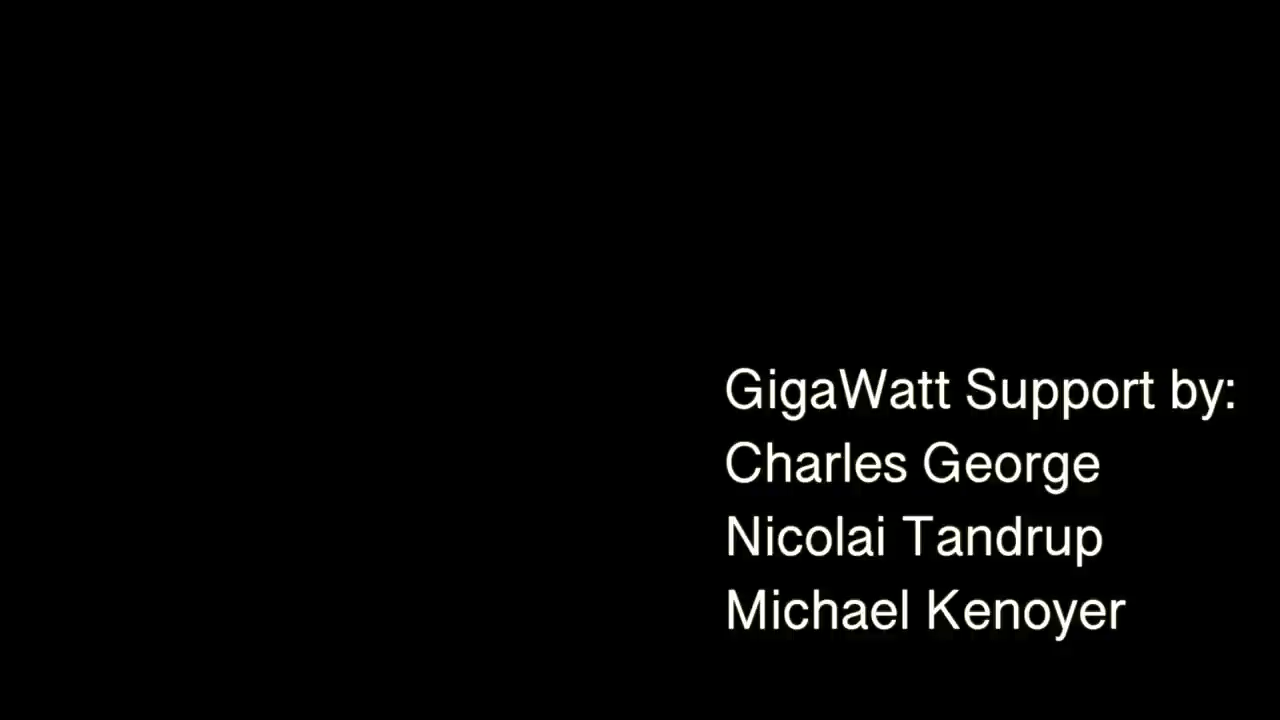 GigaWatt Support by:
Charles George
Nicolai Tandrup
Michael Kenoyer